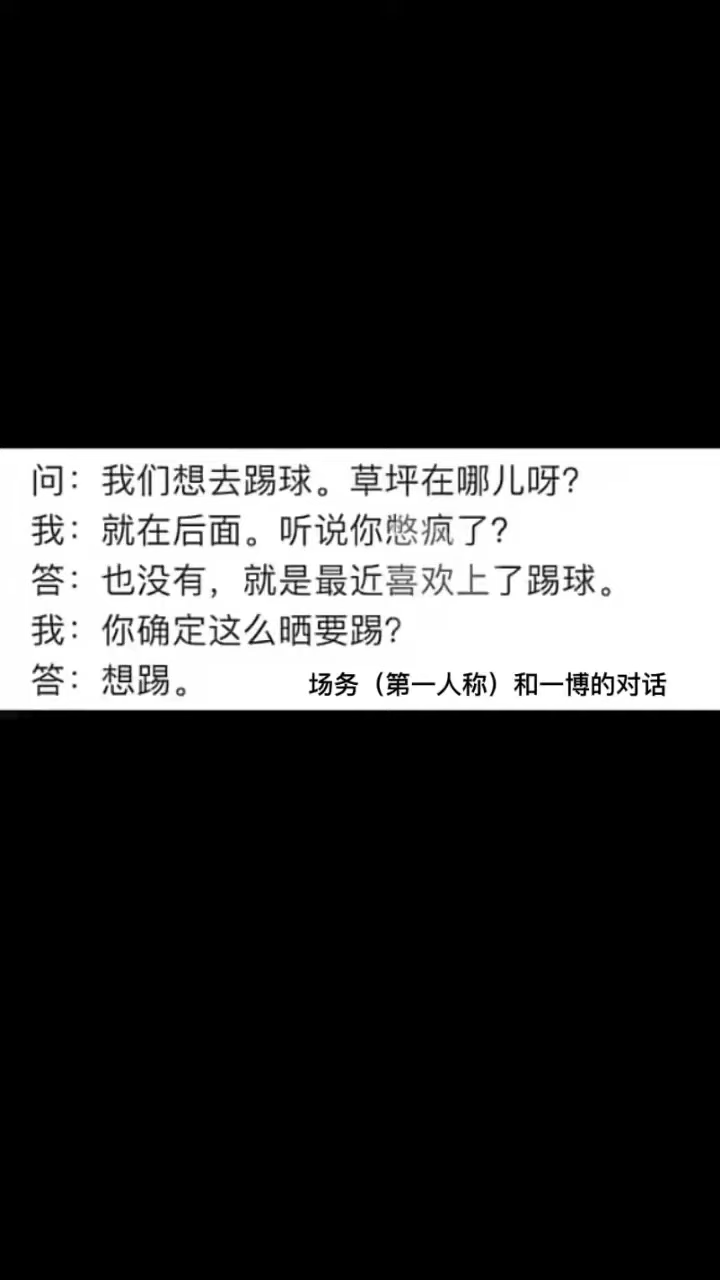 问：我们想去踢球。草坪在哪儿呀？
我：就在后面。听说你憋疯了？
答：也没有，就是最近喜欢上了踢球。
我：你确定这么晒要踢？
答：想踢。
场务（第一人称）和一博的对话